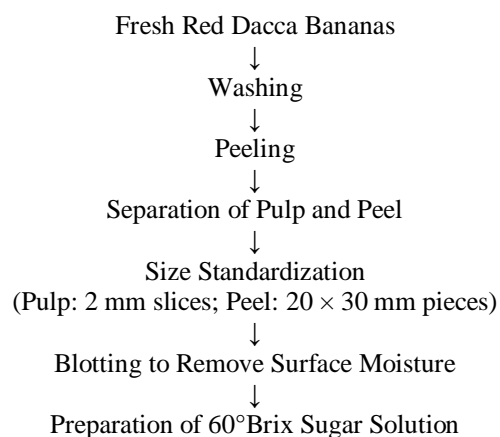 Fresh Red Dacca Bananas
↓
Washing
↓
Peeling
↓
Separation of Pulp and Peel
↓
Size Standardization
(Pulp: 2 mm slices; Peel: 20 × 30 mm pieces)
↓
Blotting to Remove Surface Moisture
↓
Preparation of 60°Brix Sugar Solution